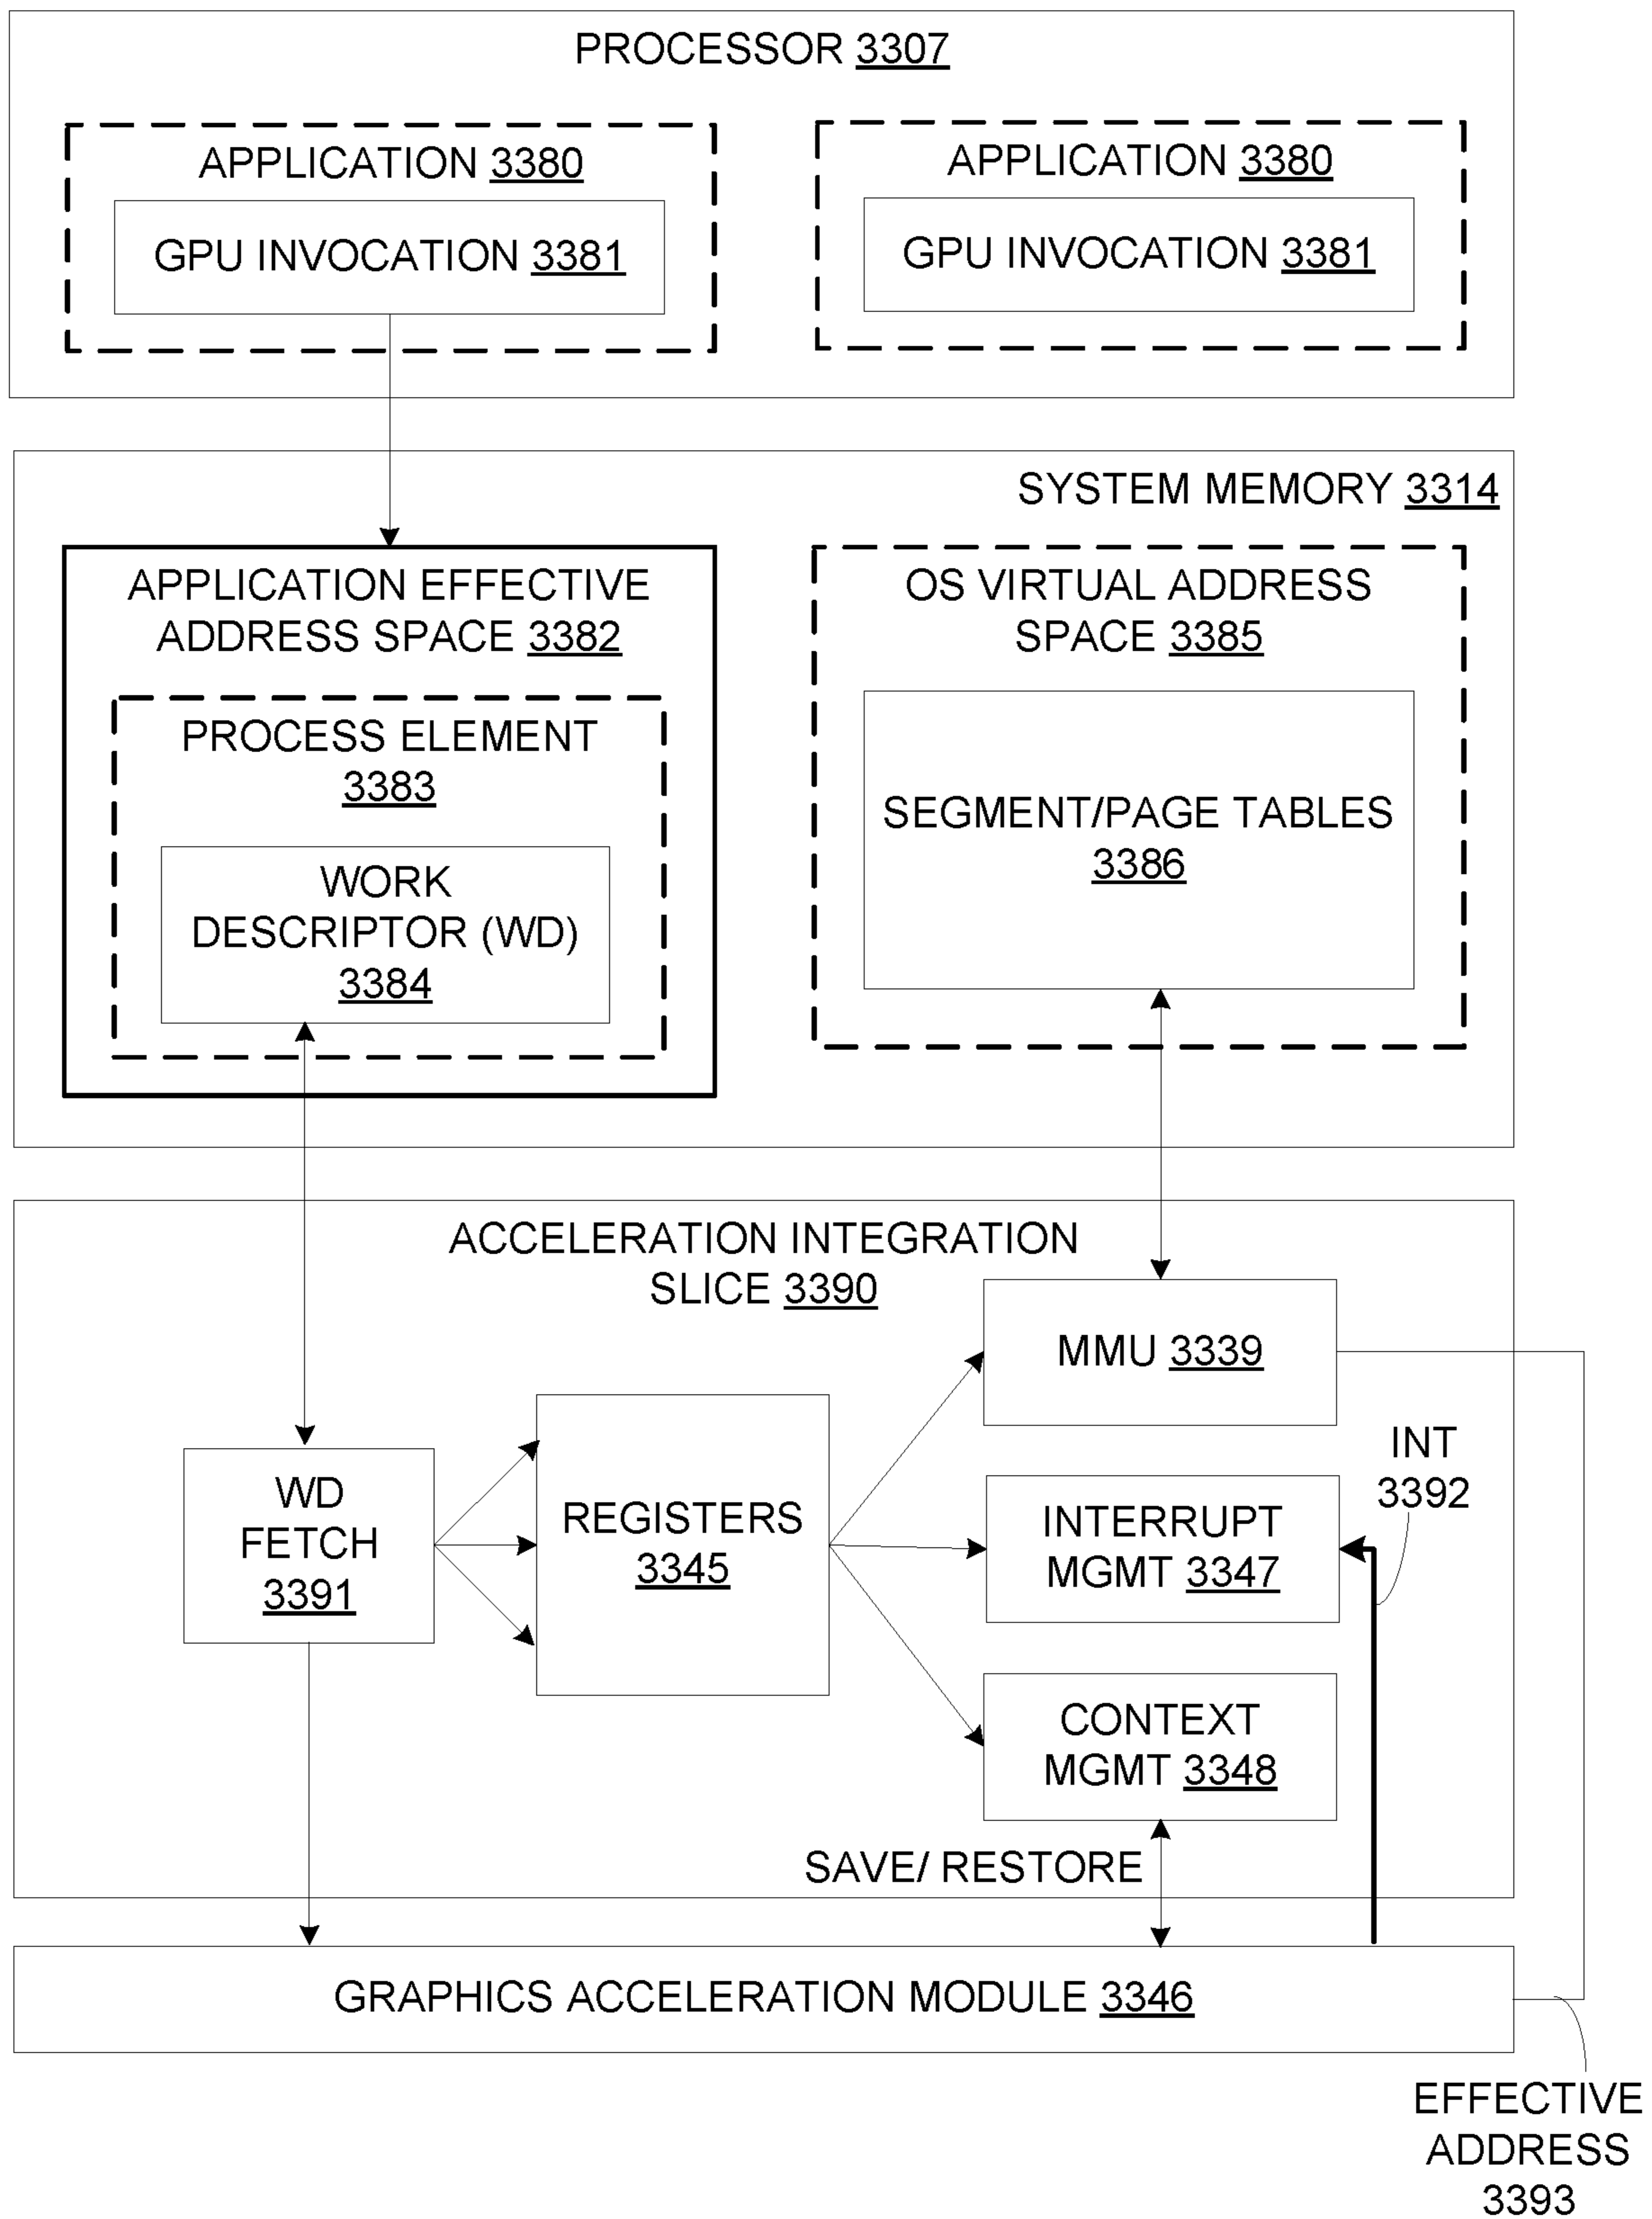 PROCESSOR 3307
APPLICATION 3380
GPU INVOCATION 3381
APPLICATION 3380
GPU INVOCATION 3381
SYSTEM MEMORY 3314
APPLICATION EFFECTIVE
ADDRESS SPACE 3382
PROCESS ELEMENT
3383
WORK
DESCRIPTOR (WD)
3384
OS VIRTUAL ADDRESS
SPACE 3385
SEGMENT/PAGE TABLES
3386
ACCELERATION INTEGRATION
SLICE 3390
WD
FETCH
3391
REGISTERS
3345
MMU 3339
INT
3392
INTERRUPT
MGMT 3347
CONTEXT
MGMT 3348
SAVE/ RESTORE
GRAPHICS ACCELERATION MODULE 3346
EFFECTIVE
ADDRESS
3393